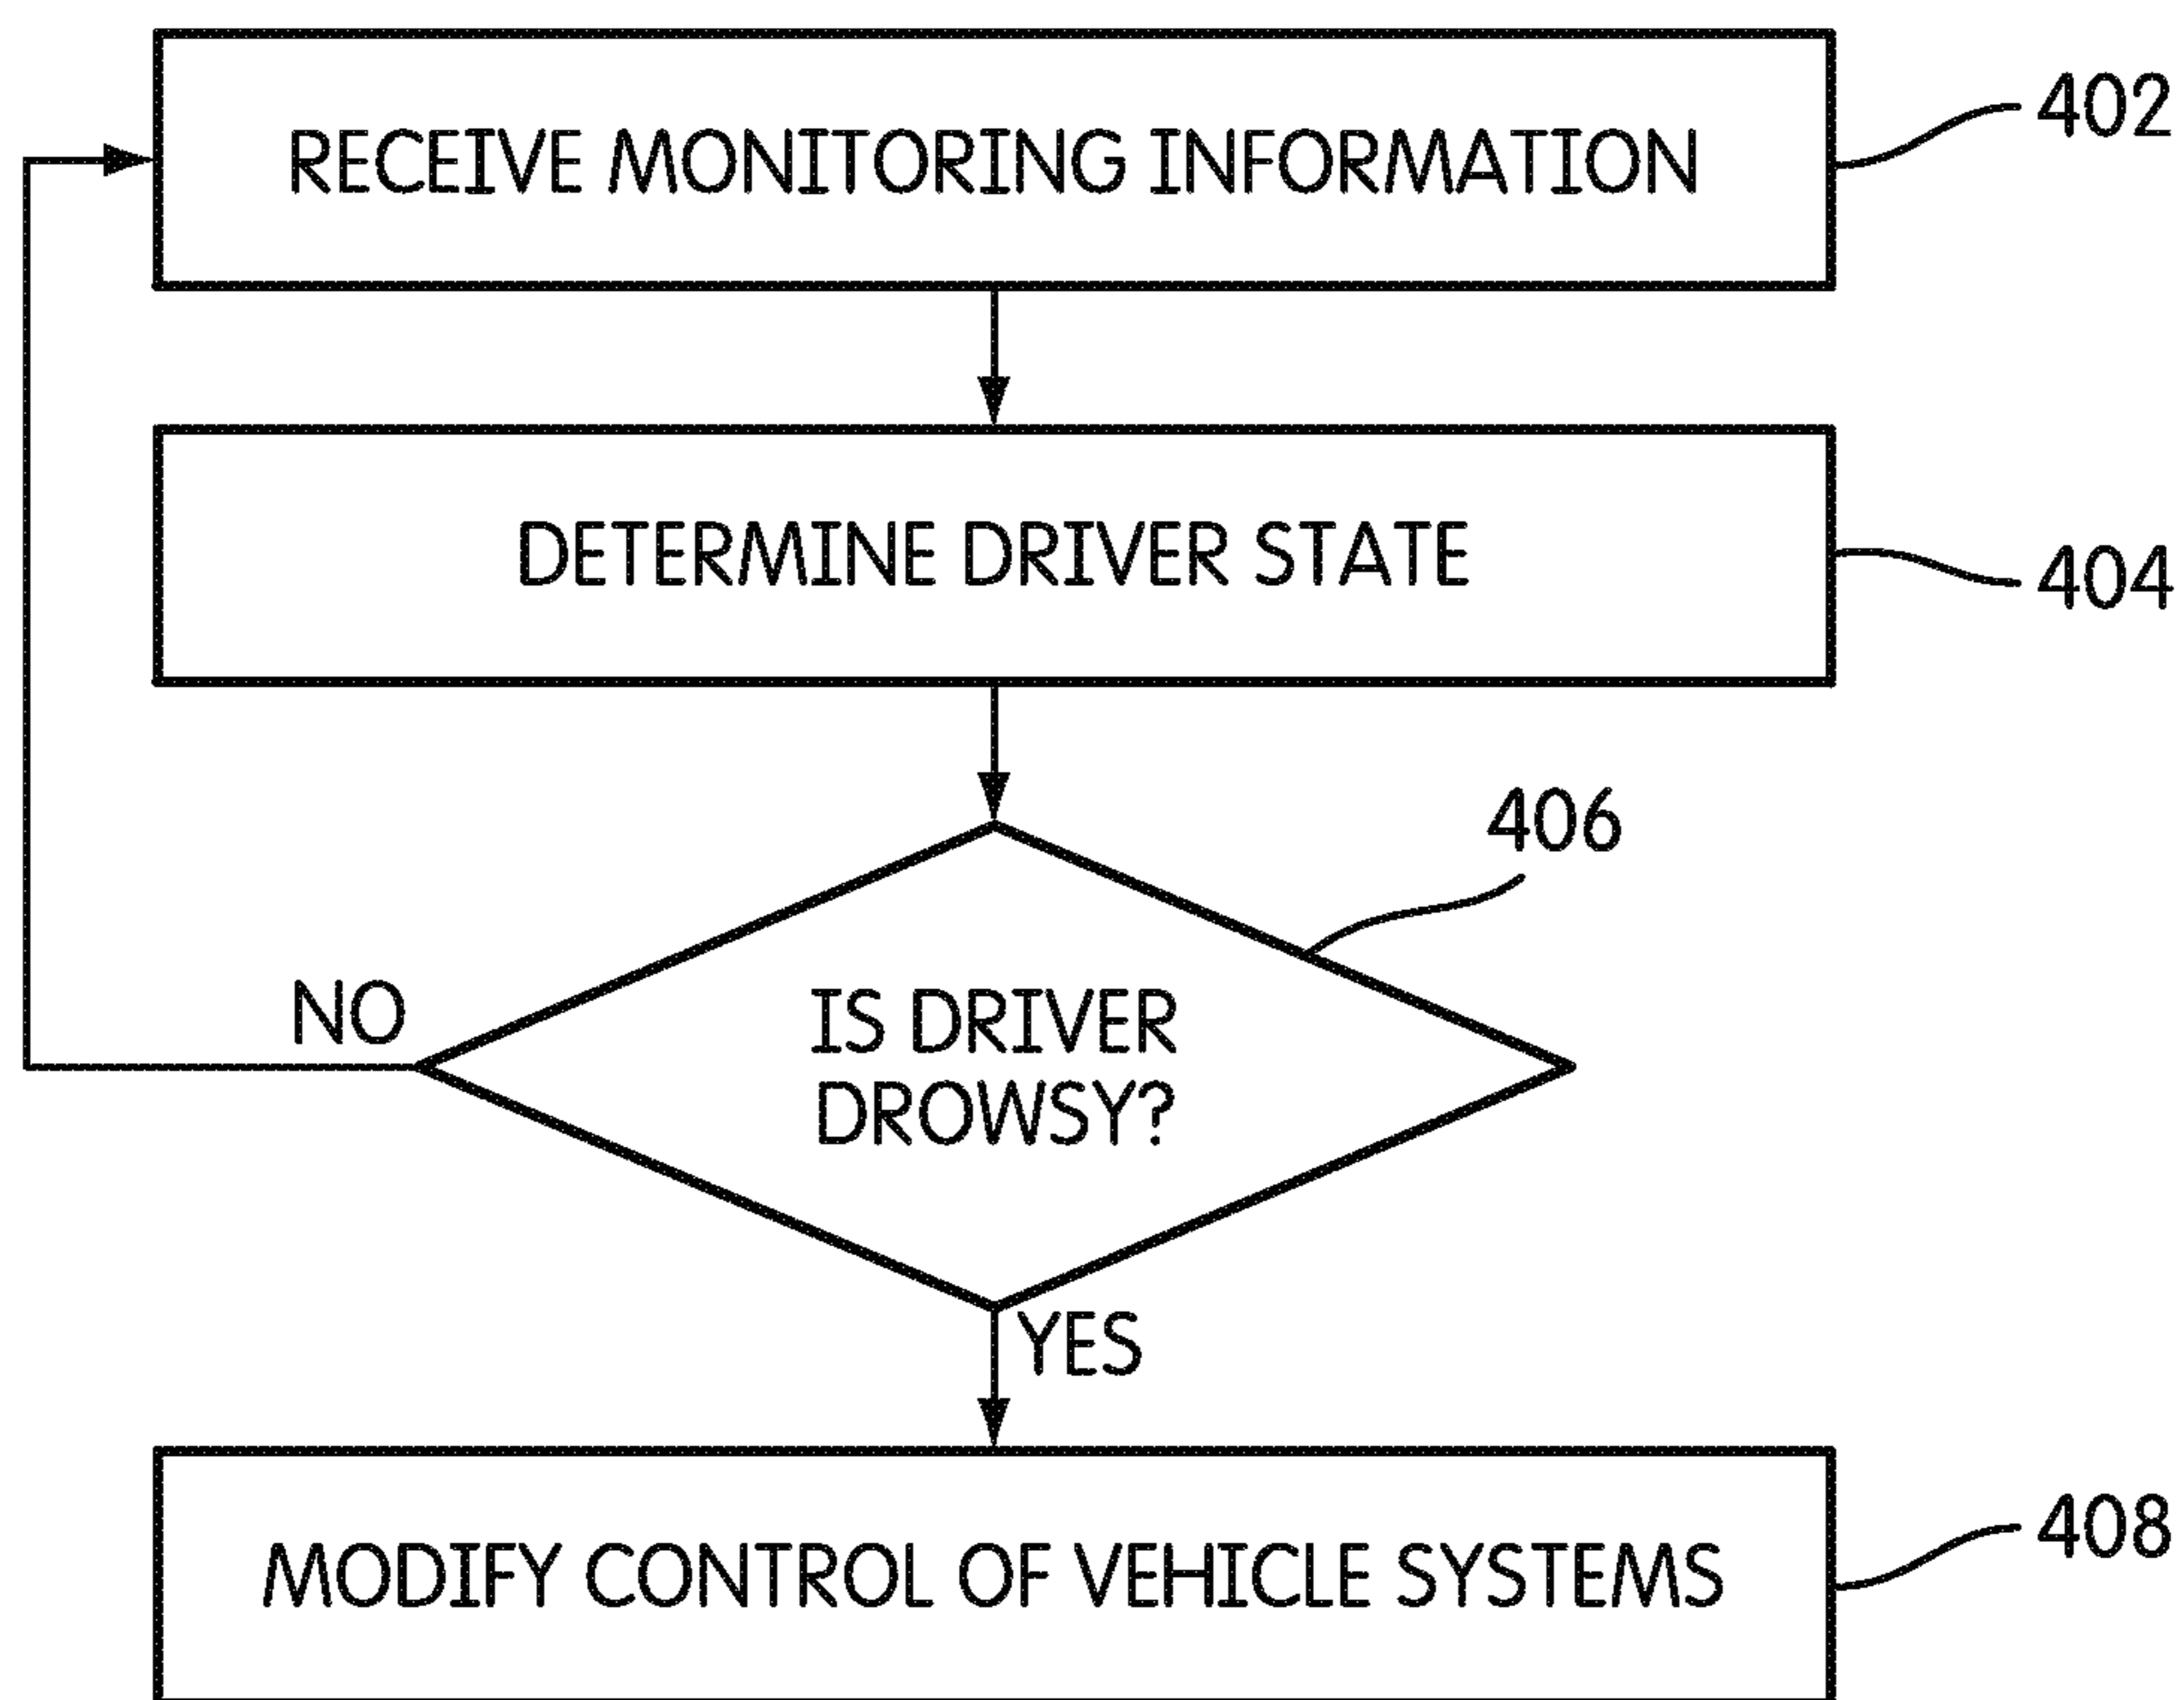 RECEIVE MONITORING INFORMATION
402
DETERMINE DRIVER STATE
404
406
IS DRIVER
DROWSY?
NO
YES
MODIFY CONTROL OF VEHICLE SYSTEMS
408